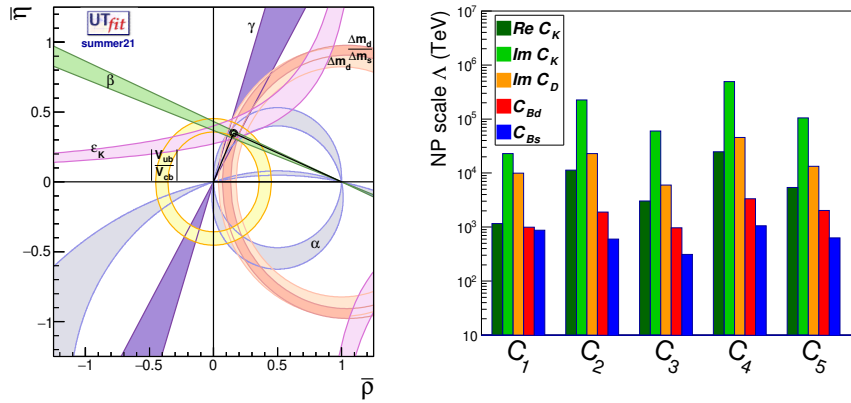 η̅
UTfit
summer21
γ
Δm_d
Δm_d/Δm_s
β
ε_K
|V_ub/V_cb|
α
1
0.5
0
-0.5
-1
-1 -0.5 0 0.5 1
ρ̅
NP scale Λ (TeV)
10^7
10^6
10^5
10^4
10^3
10^2
10
Re C_K
Im C_K
Im C_D
C_Bd
C_Bs
C_1 C_2 C_3 C_4 C_5